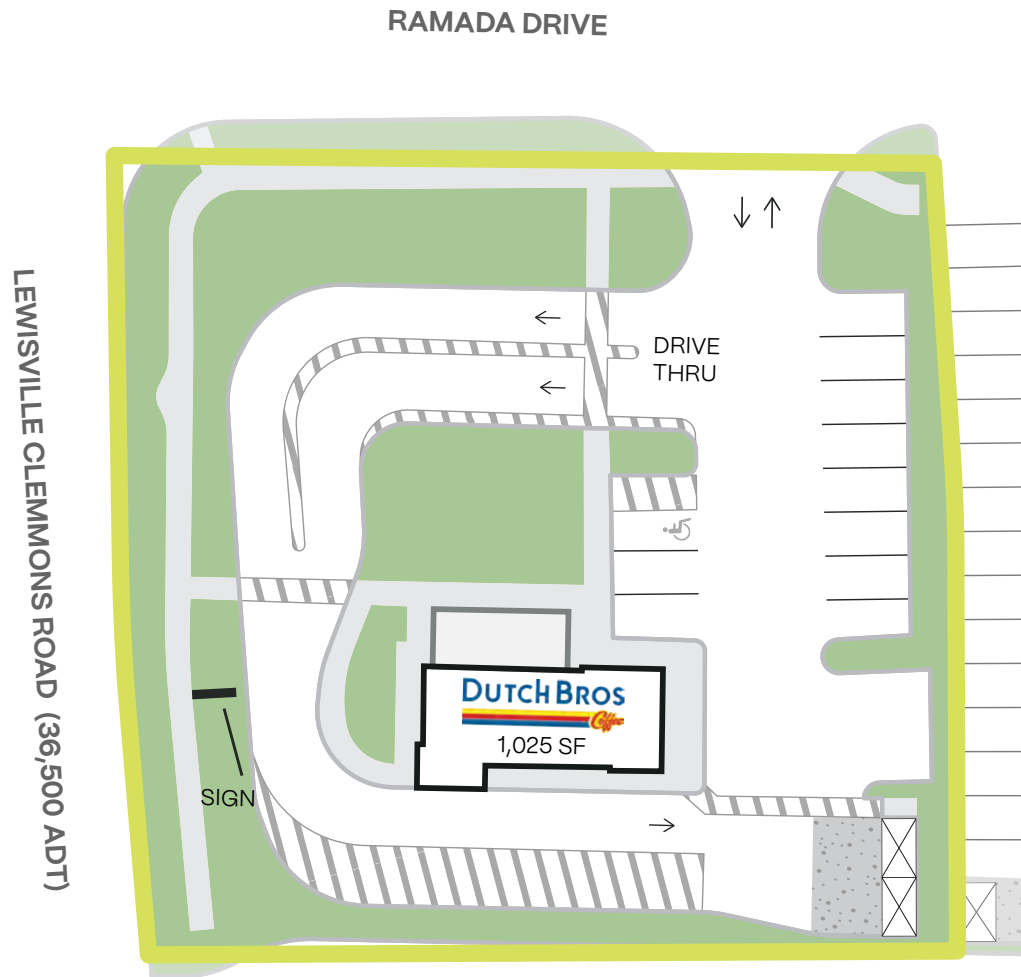 RAMADA DRIVE
DRIVE
THRU
LEWISVILLE CLEMMONS ROAD (36,500 ADT)
DUTCH BROS
Coffee
1,025 SF
SIGN